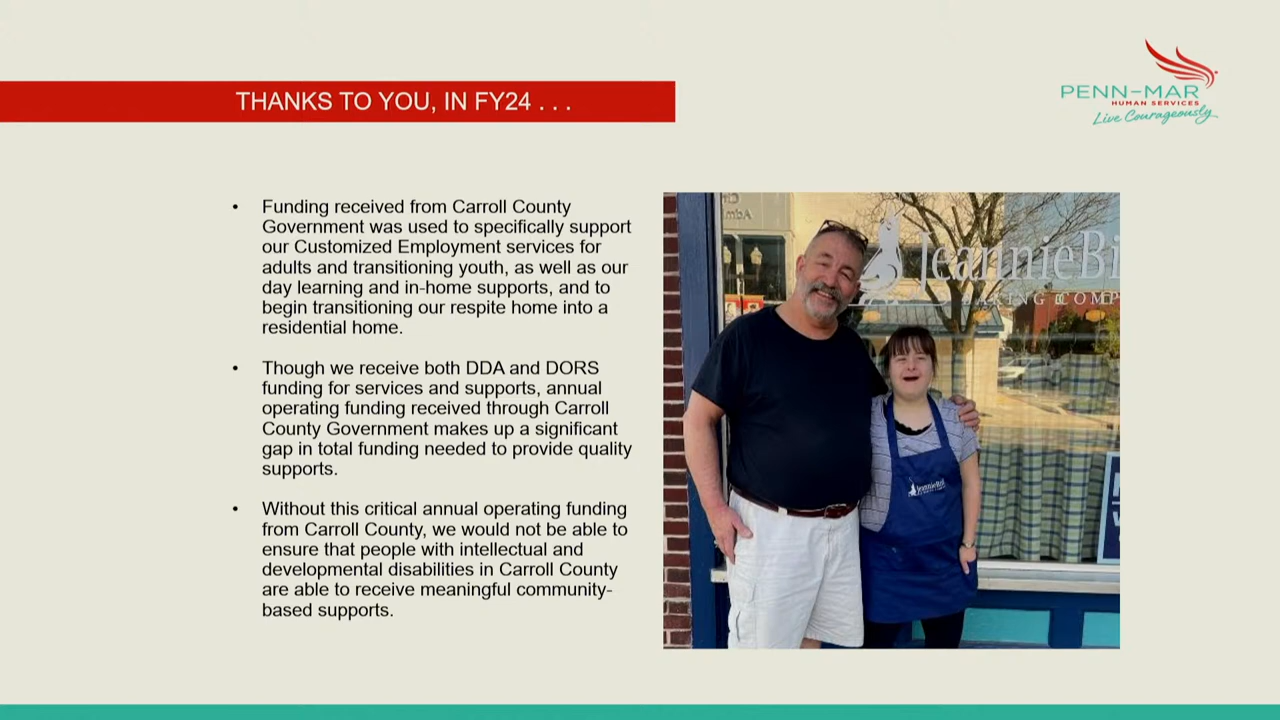 PENN-MAR
HUMAN SERVICES
Live Courageously
THANKS TO YOU, IN FY24 . . .
• Funding received from Carroll County
Government was used to specifically support
our Customized Employment services for
adults and transitioning youth, as well as our
day learning and in-home supports, and to
begin transitioning our respite home into a
residential home.
• Though we receive both DDA and DORS
funding for services and supports, annual
operating funding received through Carroll
County Government makes up a significant
gap in total funding needed to provide quality
supports.
• Without this critical annual operating funding
from Carroll County, we would not be able to
ensure that people with intellectual and
developmental disabilities in Carroll County
are able to receive meaningful community-
based supports.
JeannieBi
BAKING COMP
JeannieBi